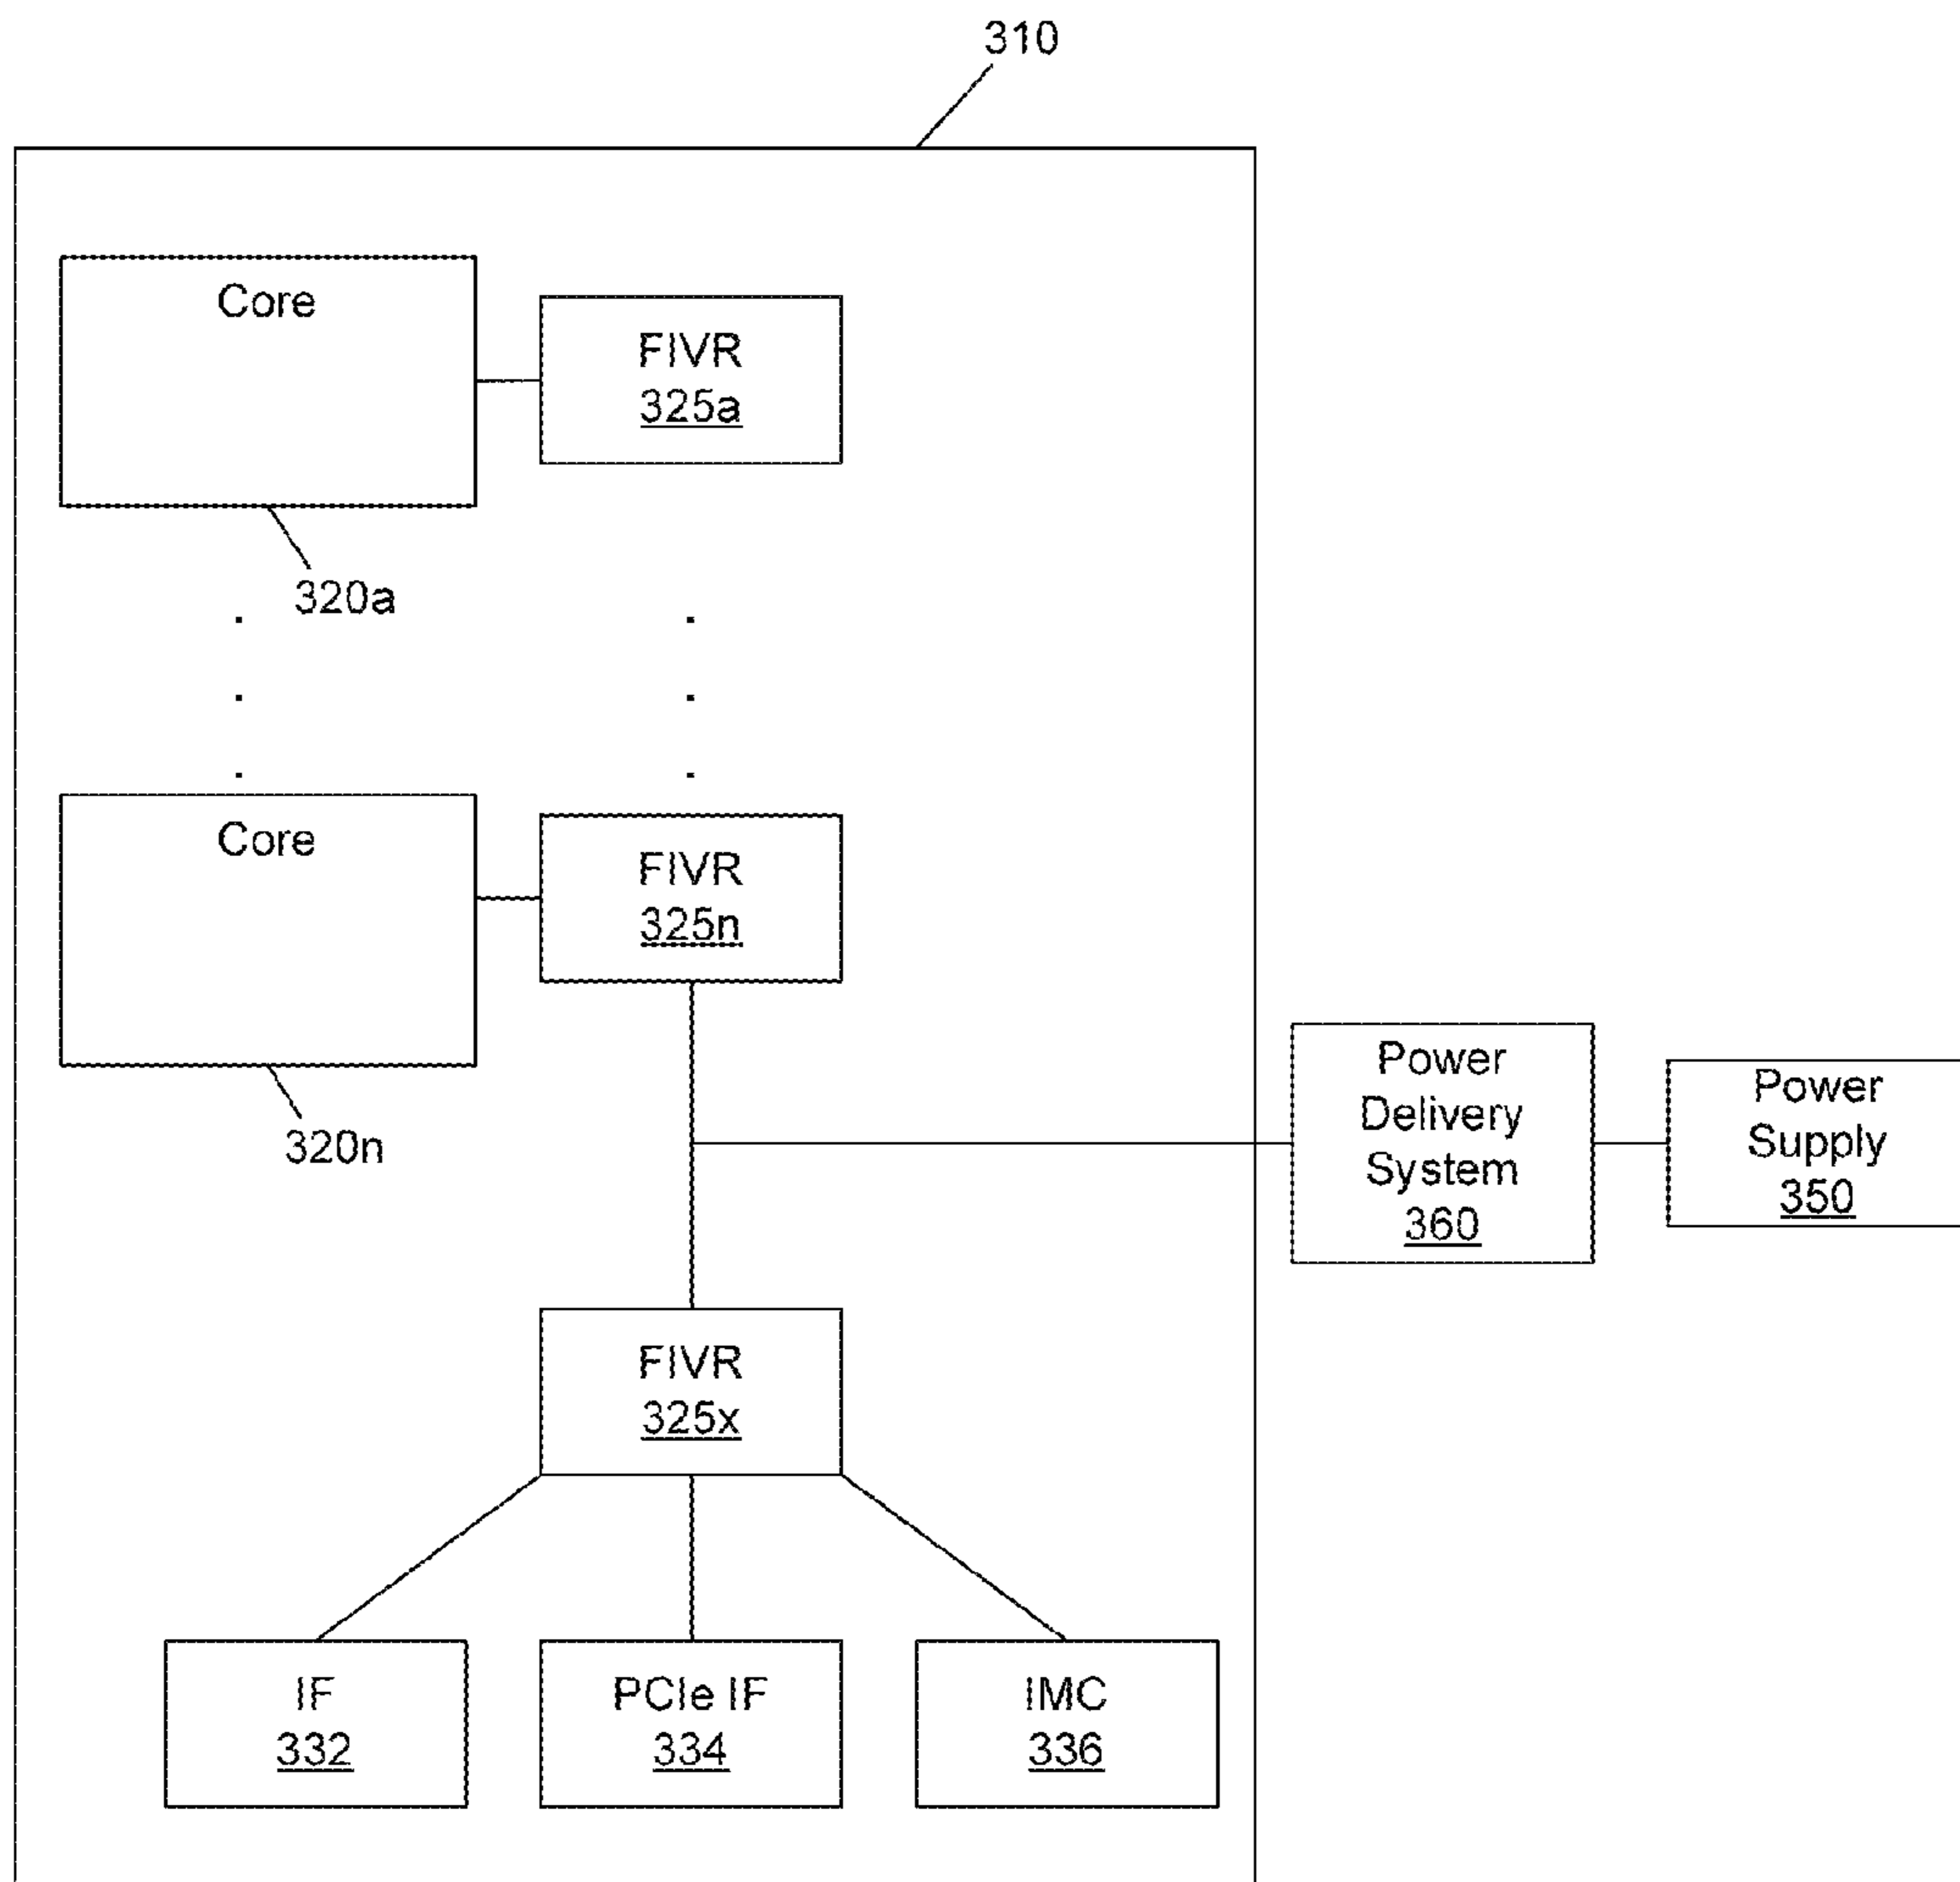 310
Core
FIVR
325a
320a
Core
FIVR
325n
320n
Power
Delivery
System
360
Power
Supply
350
FIVR
325x
IF
332
PCIe IF
334
IMC
336